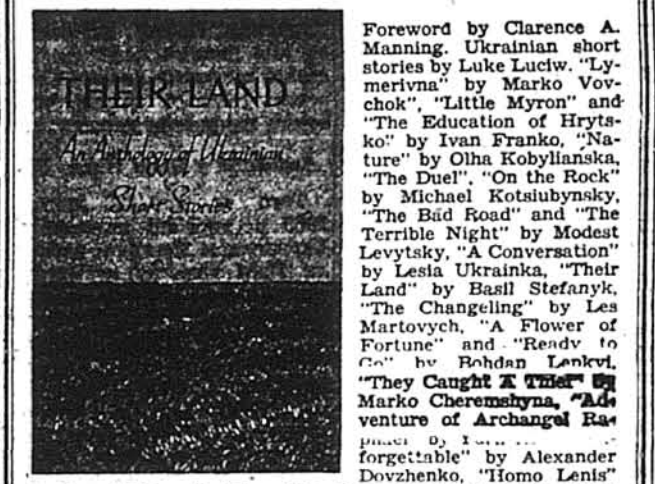 THEIR LAND
An Anthology of Ukrainian
Short Stories
Foreword by Clarence A.
Manning. Ukrainian short
stories by Luke Luciw. "Ly-
merivna" by Marko Vov-
chok", "Little Myron" and
"The Education of Hryts-
ko" by Ivan Franko, "Na-
ture" by Olha Kobylianska,
"The Duel", "On the Rock"
by Michael Kotsiubynsky,
"The Bad Road" and "The
Terrible Night" by Modest
Levytsky, "A Conversation"
by Lesia Ukrainka, "Their
Land" by Basil Stefanyk,
"The Changeling" by Les
Martovych, "A Flower of
Fortune" and "Ready to
Go" by Bohdan Lepkyi,
"They Caught A Thief" by
Marko Cheremshyna, "Ad-
venture of Archangel Ra-
by
forgettable" by Alexander
Dovzhenko, "Homo Lenis"